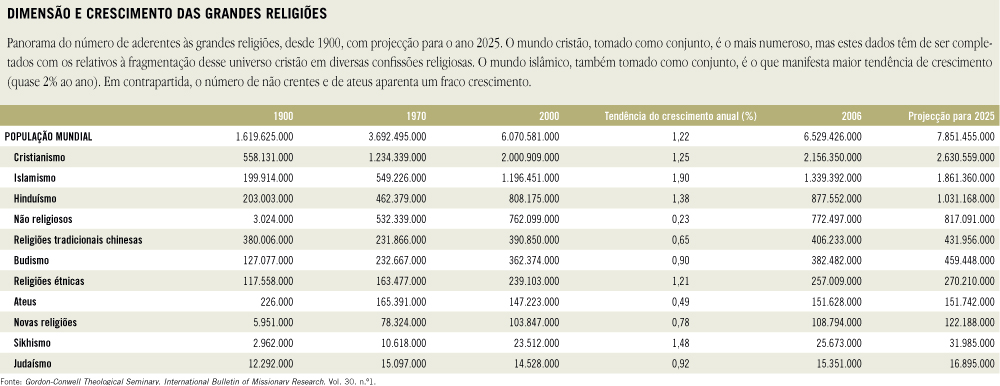 DIMENSÃO E CRESCIMENTO DAS GRANDES RELIGIÕES
Panorama do número de aderentes às grandes religiões, desde 1900, com projecção para o ano 2025. O mundo cristão, tomado como conjunto, é o mais numeroso, mas estes dados têm de ser comple-
tados com os relativos à fragmentação desse universo cristão em diversas confissões religiosas. O mundo islâmico, também tomado como conjunto, é o que manifesta maior tendência de crescimento
(quase 2% ao ano). Em contrapartida, o número de não crentes e de ateus aparenta um fraco crescimento.
1900 1970 2000 Tendência do crescimento anual (%) 2006 Projecção para 2025
POPULAÇÃO MUNDIAL 1.619.625.000 3.692.495.000 6.070.581.000 1,22 6.529.426.000 7.851.455.000
Cristianismo 558.131.000 1.234.339.000 2.000.909.000 1,25 2.156.350.000 2.630.559.000
Islamismo 199.914.000 549.226.000 1.196.451.000 1,90 1.339.392.000 1.861.360.000
Hinduísmo 203.003.000 462.379.000 808.175.000 1,38 877.552.000 1.031.168.000
Não religiosos 3.024.000 532.339.000 762.099.000 0,23 772.497.000 817.091.000
Religiões tradicionais chinesas 380.006.000 231.866.000 390.850.000 0,65 406.233.000 431.956.000
Budismo 127.077.000 232.667.000 362.374.000 0,90 382.482.000 459.448.000
Religiões étnicas 117.558.000 163.477.000 239.103.000 1,21 257.009.000 270.210.000
Ateus 226.000 165.391.000 147.223.000 0,49 151.628.000 151.742.000
Novas religiões 5.951.000 78.324.000 103.847.000 0,78 108.794.000 122.188.000
Sikhismo 2.962.000 10.618.000 23.512.000 1,48 25.673.000 31.985.000
Judaísmo 12.292.000 15.097.000 14.528.000 0,92 15.351.000 16.895.000
Fonte: Gordon-Conwell Theological Seminary. International Bulletin of Missionary Research. Vol. 30. n.º1.